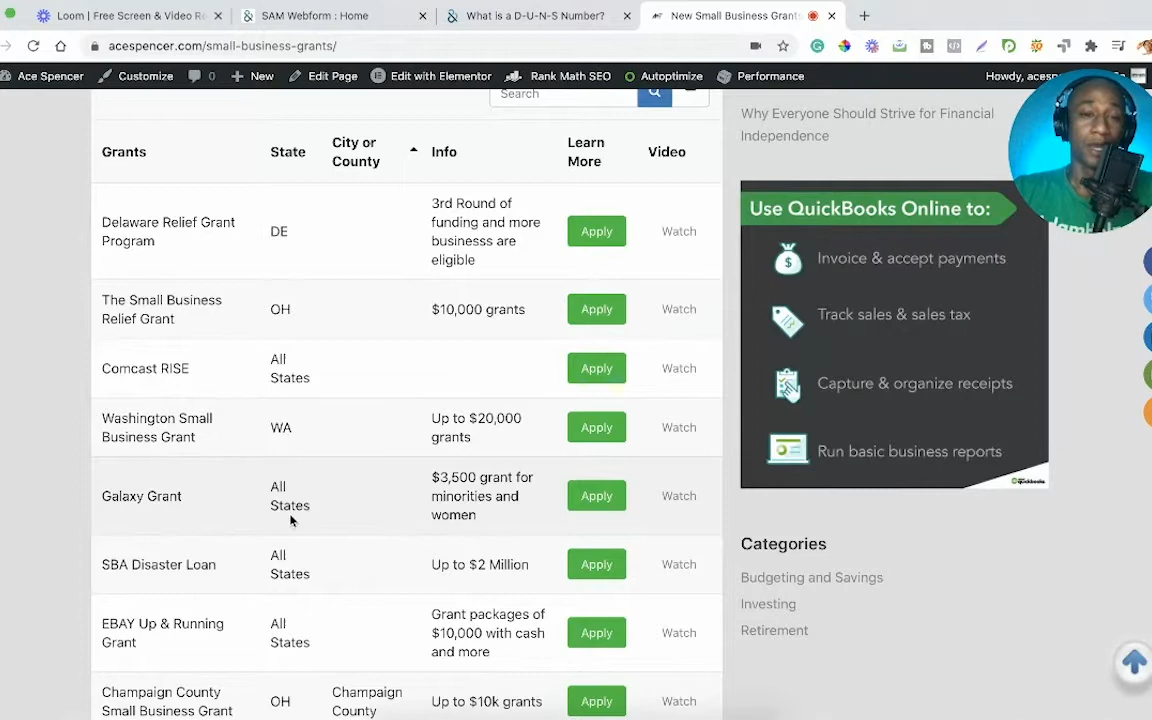 Loom | Free Screen & Video Re
SAM Webform : Home
What is a D-U-N-S Number?
New Small Business Grants
acespencer.com/small-business-grants/
Ace Spencer
Customize
0
New
Edit Page
Edit with Elementor
Rank Math SEO
Autoptimize
Performance
Howdy, acesp
Search
Grants
State
City or
County
Info
Learn
More
Video
Delaware Relief Grant
Program
DE
3rd Round of
funding and more
businesss are
eligible
Apply
Watch
The Small Business
Relief Grant
OH
$10,000 grants
Apply
Watch
Comcast RISE
All
States
Apply
Watch
Washington Small
Business Grant
WA
Up to $20,000
grants
Apply
Watch
Galaxy Grant
All
States
$3,500 grant for
minorities and
women
Apply
Watch
SBA Disaster Loan
All
States
Up to $2 Million
Apply
Watch
EBAY Up & Running
Grant
All
States
Grant packages of
$10,000 with cash
and more
Apply
Watch
Champaign County
Small Business Grant
OH
Champaign
County
Up to $10k grants
Apply
Watch
Why Everyone Should Strive for Financial
Independence
Use QuickBooks Online to:
$
Invoice & accept payments
Track sales & sales tax
Capture & organize receipts
Run basic business reports
quickbooks
Categories
Budgeting and Savings
Investing
Retirement